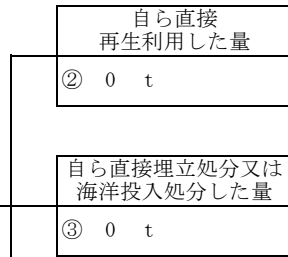 自ら直接
再生利用した量
② 0 t
自ら直接埋立処分又は
海洋投入処分した量
③ 0 t